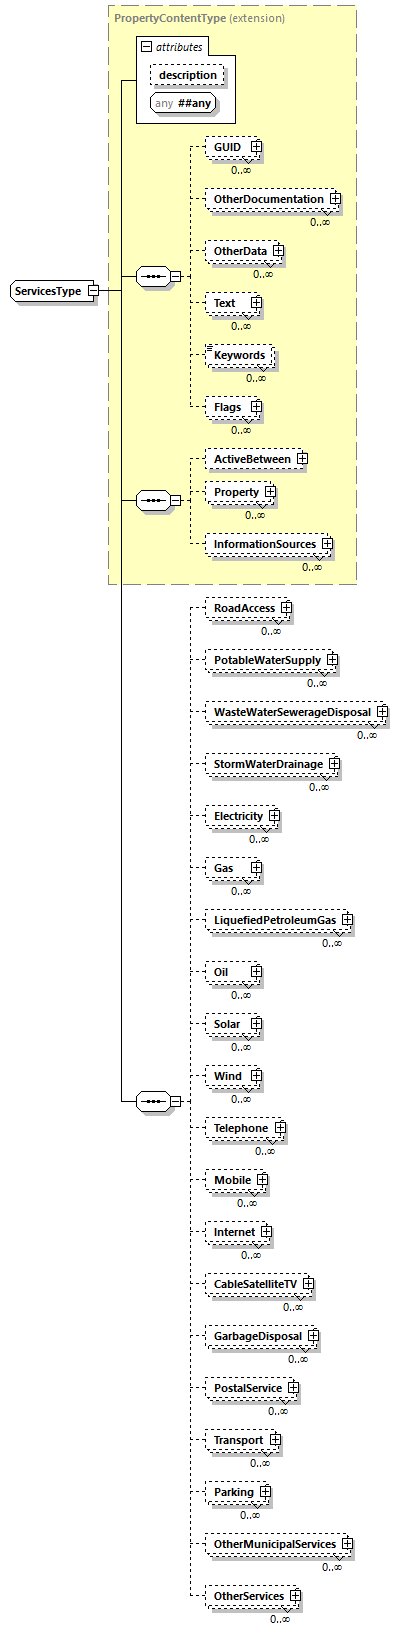 PropertyContentType (extension)
attributes
description
any ##any
GUID
0..∞
OtherDocumentation
0..∞
OtherData
0..∞
ServicesType
Text
0..∞
Keywords
0..∞
Flags
0..∞
ActiveBetween
Property
0..∞
InformationSources
0..∞
RoadAccess
0..∞
PotableWaterSupply
0..∞
WasteWaterSewerageDisposal
0..∞
StormWaterDrainage
0..∞
Electricity
0..∞
Gas
0..∞
LiquefiedPetroleumGas
0..∞
Oil
0..∞
Solar
0..∞
Wind
0..∞
Telephone
0..∞
Mobile
0..∞
Internet
0..∞
CableSatelliteTV
0..∞
GarbageDisposal
0..∞
PostalService
0..∞
Transport
0..∞
Parking
0..∞
OtherMunicipalServices
0..∞
OtherServices
0..∞